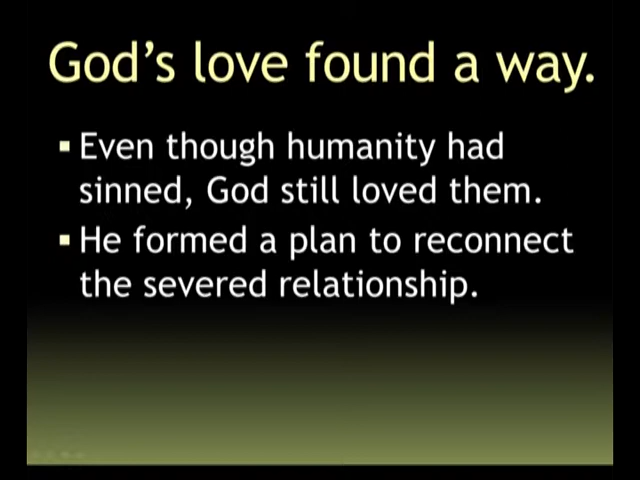 God’s love found a way.
▪ Even though humanity had
sinned, God still loved them.
▪ He formed a plan to reconnect
the severed relationship.